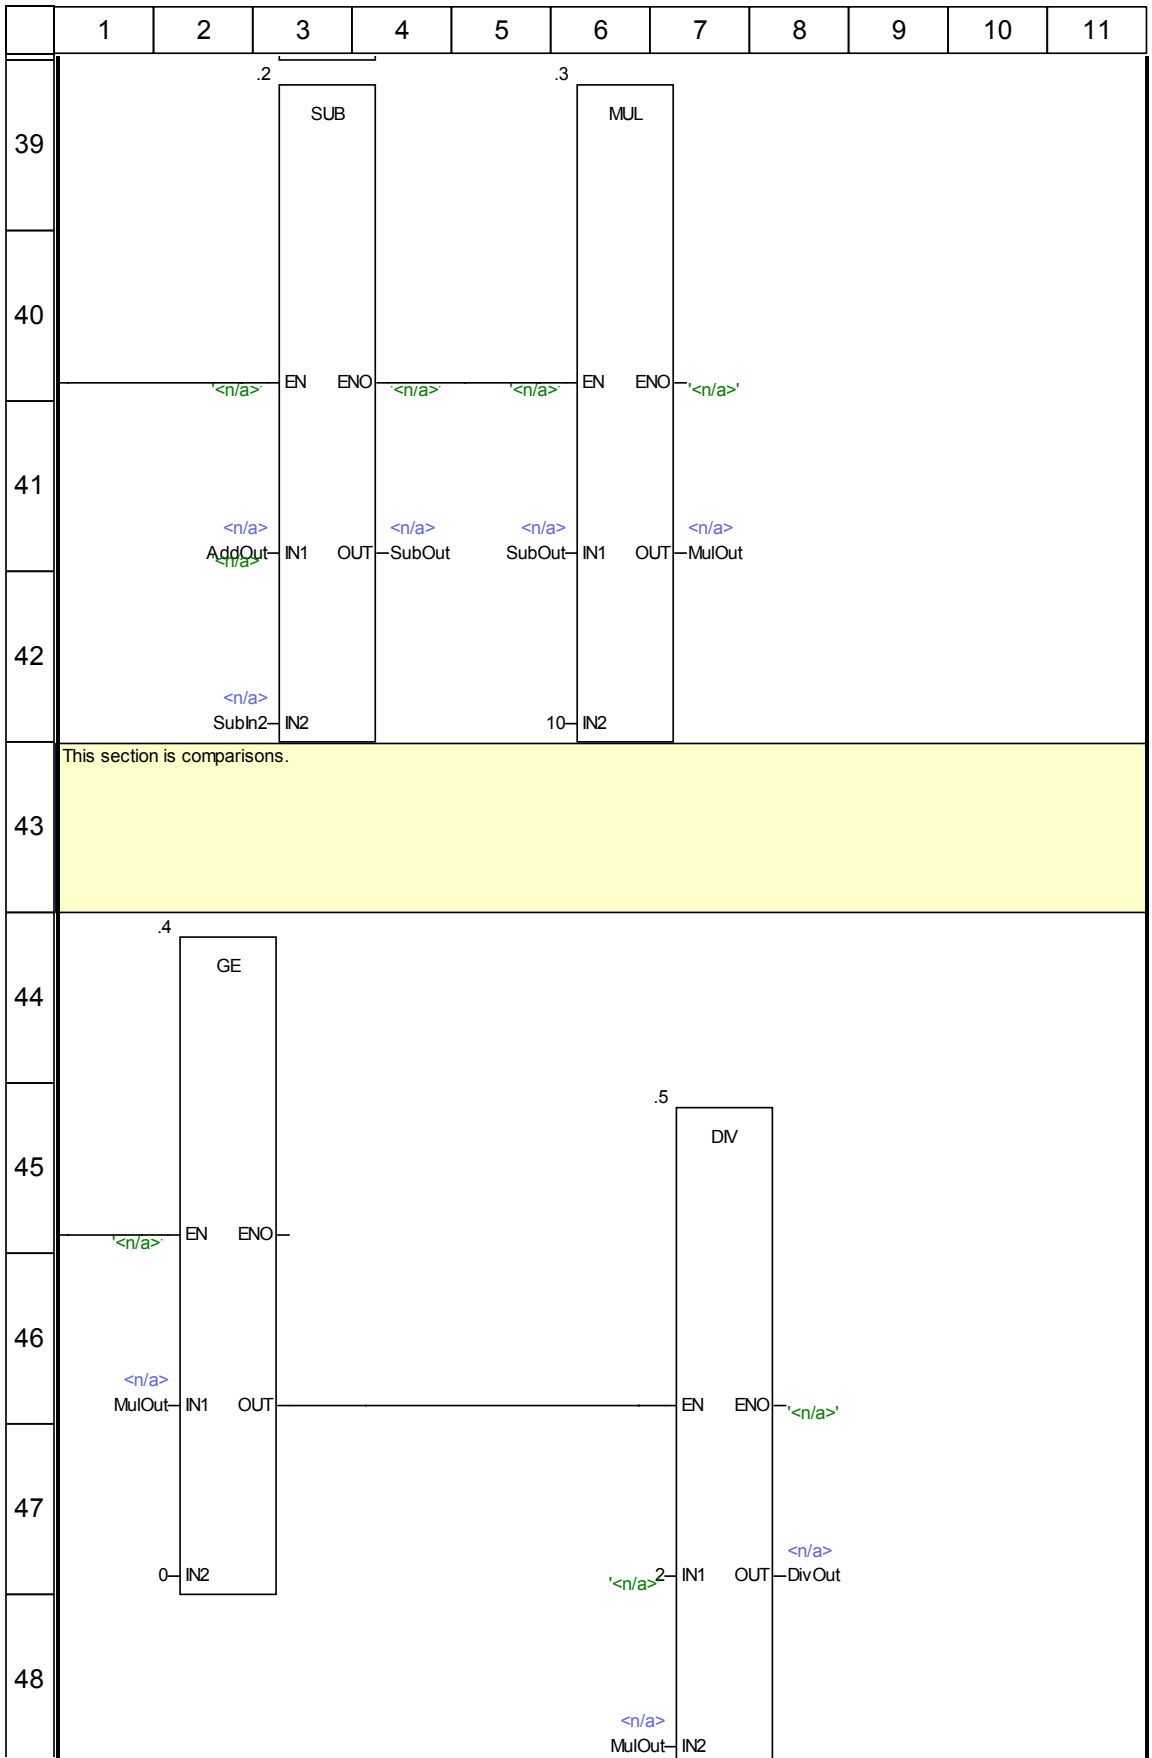 1 2 3 4 5 6 7 8 9 10 11
.2 .3
SUB MUL
39
40
'<n/a>' EN ENO '<n/a>' '<n/a>' EN ENO '<n/a>'
41
<n/a> <n/a> <n/a> <n/a>
AddOut IN1 OUT SubOut SubOut IN1 OUT MulOut
'<n/a>'
42
<n/a>
SubIn2 IN2 10 IN2
This section is comparisons.
43
.4
GE
44
.5
DIV
45
'<n/a>' EN ENO
46
<n/a>
MulOut IN1 OUT EN ENO '<n/a>'
47
<n/a>
0 IN2 '<n/a>' 2 IN1 OUT DivOut
48
<n/a>
MulOut IN2